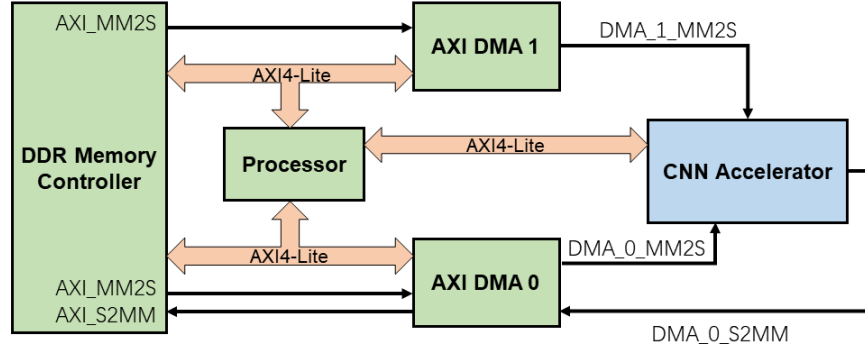 AXI_MM2S
AXI DMA 1
DMA_1_MM2S
AXI4-Lite
DDR Memory
Controller
Processor
AXI4-Lite
CNN Accelerator
AXI4-Lite
DMA_0_MM2S
AXI_MM2S
AXI DMA 0
AXI_S2MM
DMA_0_S2MM